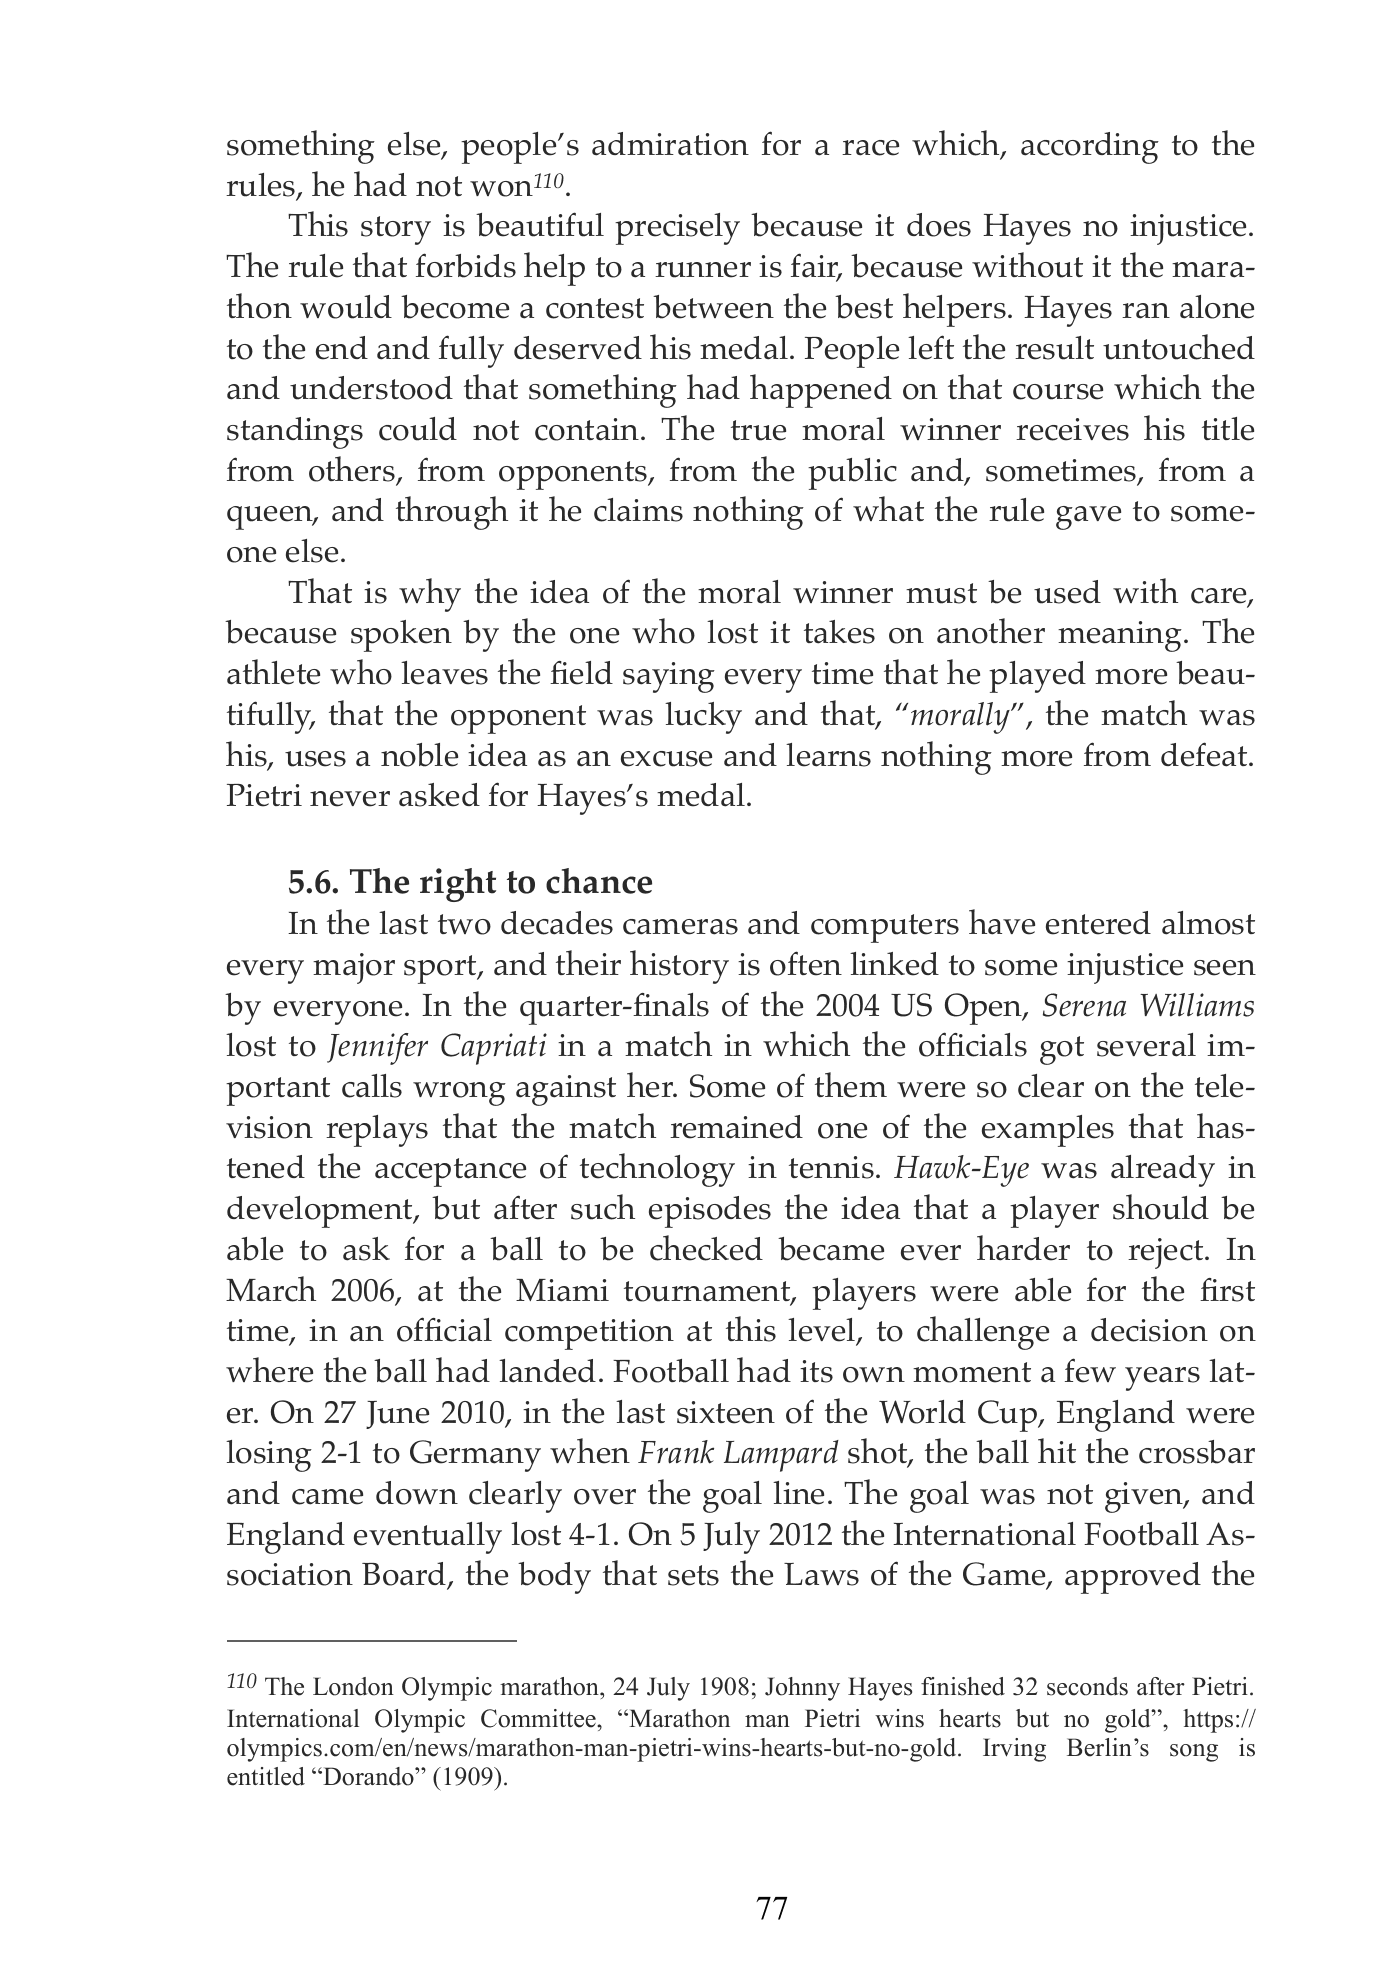 something else, people’s admiration for a race which, according to the
rules, he had not won110.
This story is beautiful precisely because it does Hayes no injustice.
The rule that forbids help to a runner is fair, because without it the mara-
thon would become a contest between the best helpers. Hayes ran alone
to the end and fully deserved his medal. People left the result untouched
and understood that something had happened on that course which the
standings could not contain. The true moral winner receives his title
from others, from opponents, from the public and, sometimes, from a
queen, and through it he claims nothing of what the rule gave to some-
one else.
That is why the idea of the moral winner must be used with care,
because spoken by the one who lost it takes on another meaning. The
athlete who leaves the field saying every time that he played more beau-
tifully, that the opponent was lucky and that, “morally”, the match was
his, uses a noble idea as an excuse and learns nothing more from defeat.
Pietri never asked for Hayes’s medal.
5.6. The right to chance
In the last two decades cameras and computers have entered almost
every major sport, and their history is often linked to some injustice seen
by everyone. In the quarter-finals of the 2004 US Open, Serena Williams
lost to Jennifer Capriati in a match in which the officials got several im-
portant calls wrong against her. Some of them were so clear on the tele-
vision replays that the match remained one of the examples that has-
tened the acceptance of technology in tennis. Hawk-Eye was already in
development, but after such episodes the idea that a player should be
able to ask for a ball to be checked became ever harder to reject. In
March 2006, at the Miami tournament, players were able for the first
time, in an official competition at this level, to challenge a decision on
where the ball had landed. Football had its own moment a few years lat-
er. On 27 June 2010, in the last sixteen of the World Cup, England were
losing 2-1 to Germany when Frank Lampard shot, the ball hit the crossbar
and came down clearly over the goal line. The goal was not given, and
England eventually lost 4-1. On 5 July 2012 the International Football As-
sociation Board, the body that sets the Laws of the Game, approved the
110 The London Olympic marathon, 24 July 1908; Johnny Hayes finished 32 seconds after Pietri.
International Olympic Committee, “Marathon man Pietri wins hearts but no gold”, https://
olympics.com/en/news/marathon-man-pietri-wins-hearts-but-no-gold. Irving Berlin’s song is
entitled “Dorando” (1909).
77